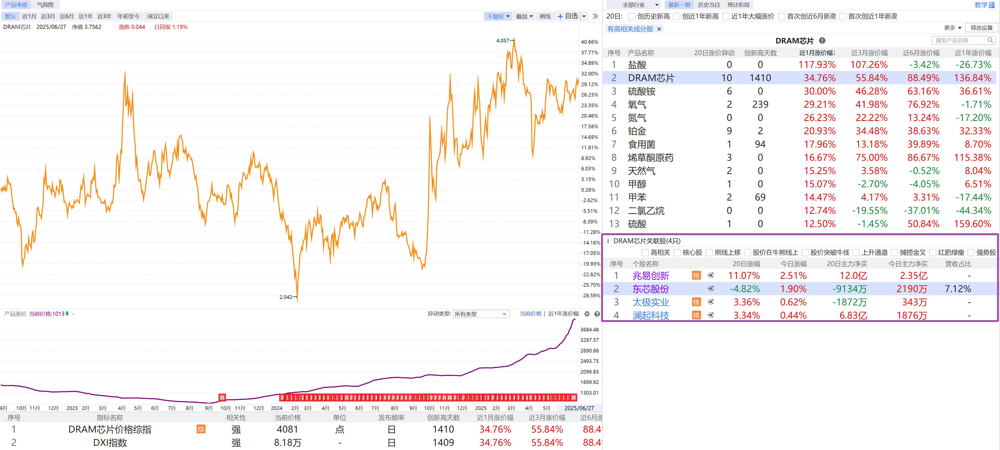 产品净值 气泡图
默认 近1月 近3月 近6月 近1年 近3年 年初至今 成立以来 不复权 叠加 画线 自选
DRAM芯片 2025/06/27 净值 3.7562 涨跌 0.044 日回报 1.19%
4.057→
2.042→
40.66%
37.77%
34.89%
32.00%
29.12%
26.23%
23.35%
20.46%
17.58%
14.69%
11.81%
8.92%
6.03%
3.15%
0.26%
-2.62%
-5.51%
-8.39%
-11.28%
-14.16%
-17.05%
-19.93%
-22.82%
-25.70%
-28.59%
产品涨价 当前价格:1013 - 异动类型: 所有类型 当前价格 | 近1年涨价幅
3684.48
3287.57
2890.66
2493.75
2096.83
1699.92
1303.01
9月 10月 11月 12月 2023 2月 3月 4月 5月 6月 7月 8月 9月 10月 11月 12月 2024 2月 3月 4月 5月 6月 7月 8月 9月 10月 11月 12月 2025 2月 3月 4月 5月 2025/06/27
序号 指标名称 相关性 当前价格 单位 发布频率 创新高天数 近1月涨价幅 近3月涨价幅 近6月涨
1 DRAM芯片价格综指 综 强 4081 点 日 1410 34.76% 55.84% 88.4
2 DXI指数 强 8.18万 - 日 1409 34.76% 55.84% 88.4
全部行业 最新一期 历史当日 统计阶段 教学
20日: 创历史新高 创近1年新高 近1年大幅涨价 首次创近6月新高 首次创近1年新高
有高相关成分股 × 更多 筛选设置
DRAM芯片 搜索产品名称
序号 产品名称 20日涨价异动 创新高天数 近1月涨价幅↓ 近3月涨价幅 近6月涨价幅 近1年涨价幅
1 盐酸 0 0 117.93% 107.26% -3.42% -26.73%
2 DRAM芯片 10 1410 34.76% 55.84% 88.49% 136.84%
3 硫酸铵 6 0 30.00% 46.28% 63.16% 36.61%
4 氧气 2 239 29.21% 41.98% 76.92% -1.71%
5 氮气 0 0 26.23% 22.22% 13.24% -17.20%
6 铂金 9 2 20.93% 34.48% 38.63% 32.33%
7 食用菌 1 94 17.96% 13.18% 39.89% 8.70%
8 烯草酮原药 3 0 16.67% 75.00% 86.67% 115.38%
9 天然气 2 0 15.25% 3.58% -0.52% 8.04%
10 甲醇 1 0 15.07% -2.70% -4.05% 6.51%
11 甲苯 2 69 14.47% 4.17% 3.31% -17.44%
12 二氯乙烷 0 0 12.74% -19.55% -37.01% -44.34%
13 硫酸 1 0 12.50% -1.45% 50.84% 159.60%
DRAM芯片关联股(4只)
高相关 核心股 熊线上移 股价在牛熊线上 股价突破牛线 上升通道 捕捞金叉 红肥绿瘦 强势股
序号 个股名称 20日涨幅 今日涨幅 20日主力净买 今日主力净买 营收占比
1 兆易创新 核 11.07% 2.51% 12.0亿 2.35亿 -
2 东芯股份 -4.82% 1.90% -9134万 2190万 7.12%
3 太极实业 核 3.36% 0.62% -1872万 343万 -
4 澜起科技 核 3.34% 0.44% 6.83亿 1876万 -